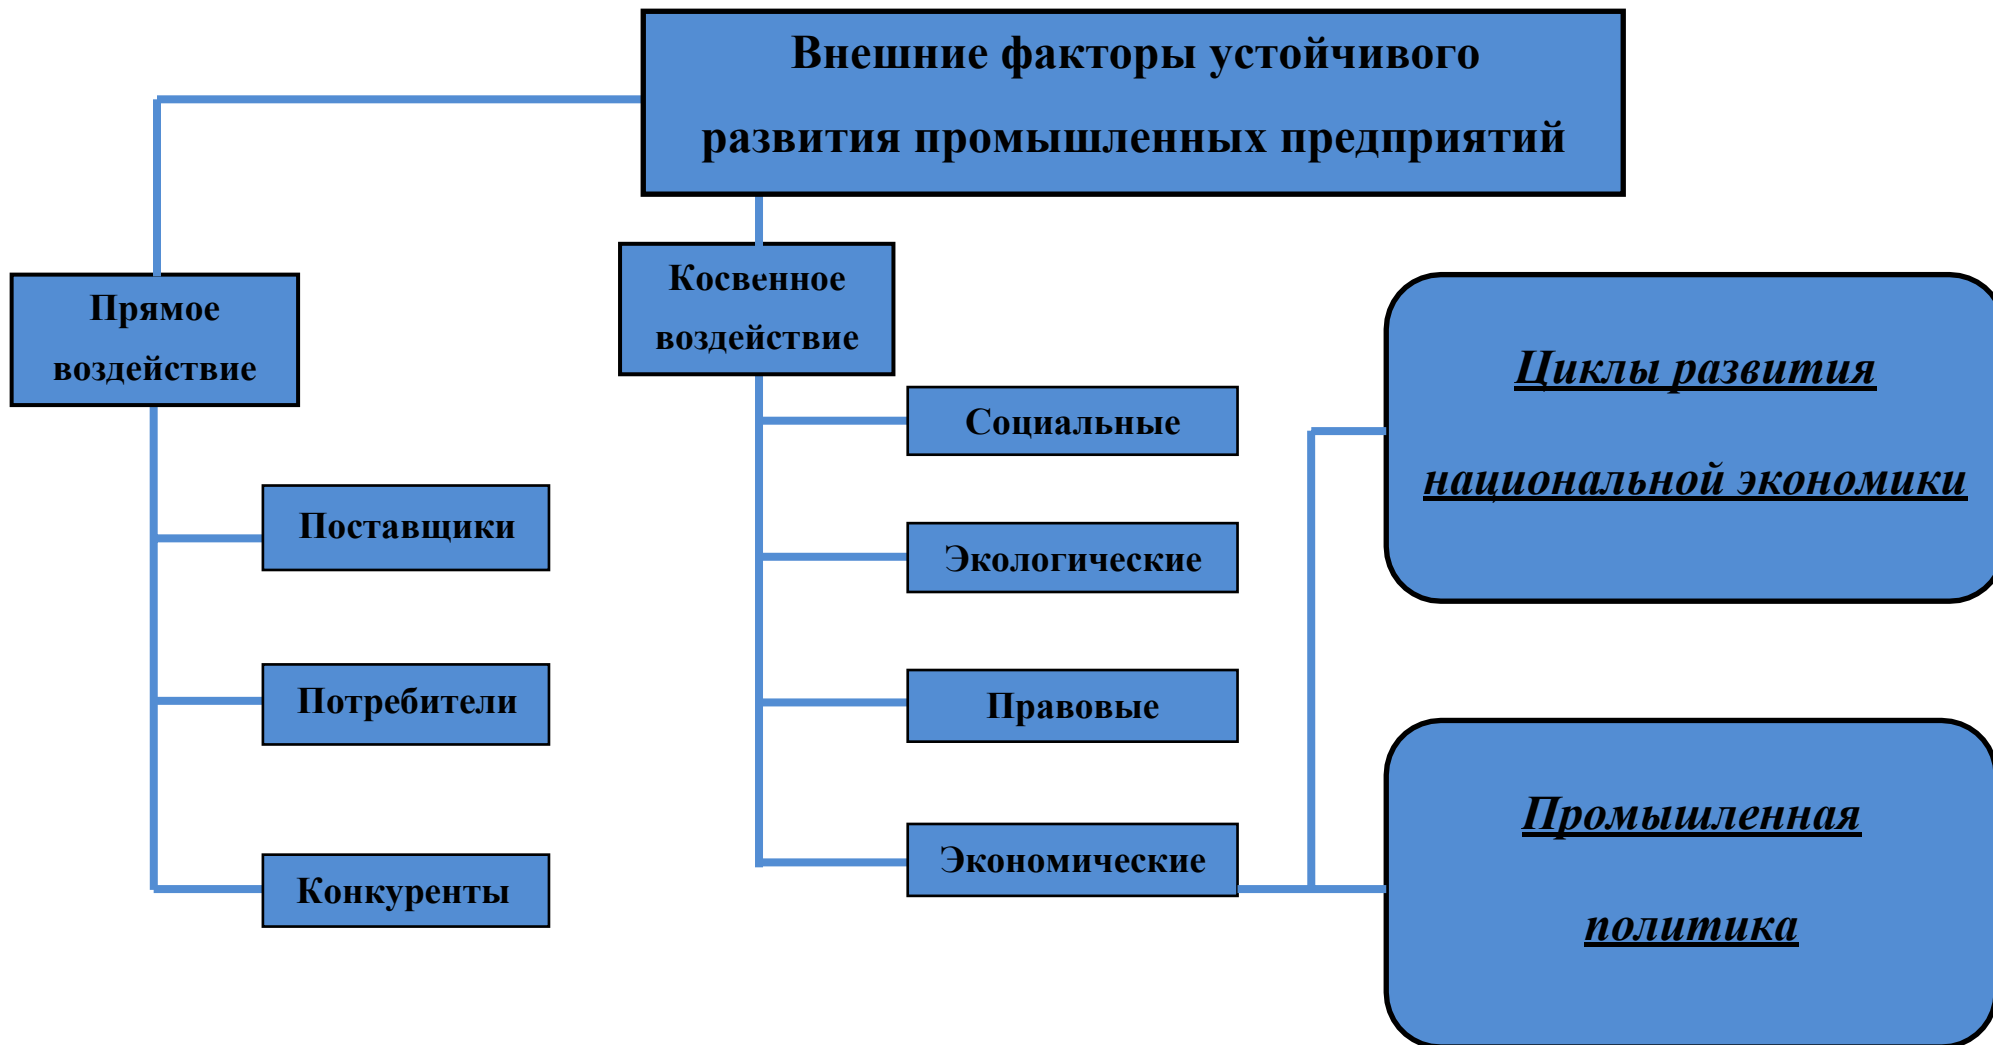 Внешние факторы устойчивого
развития промышленных предприятий
Прямое
воздействие
Поставщики
Потребители
Конкуренты
Косвенное
воздействие
Социальные
Экологические
Правовые
Экономические
Циклы развития
национальной экономики
Промышленная
политика